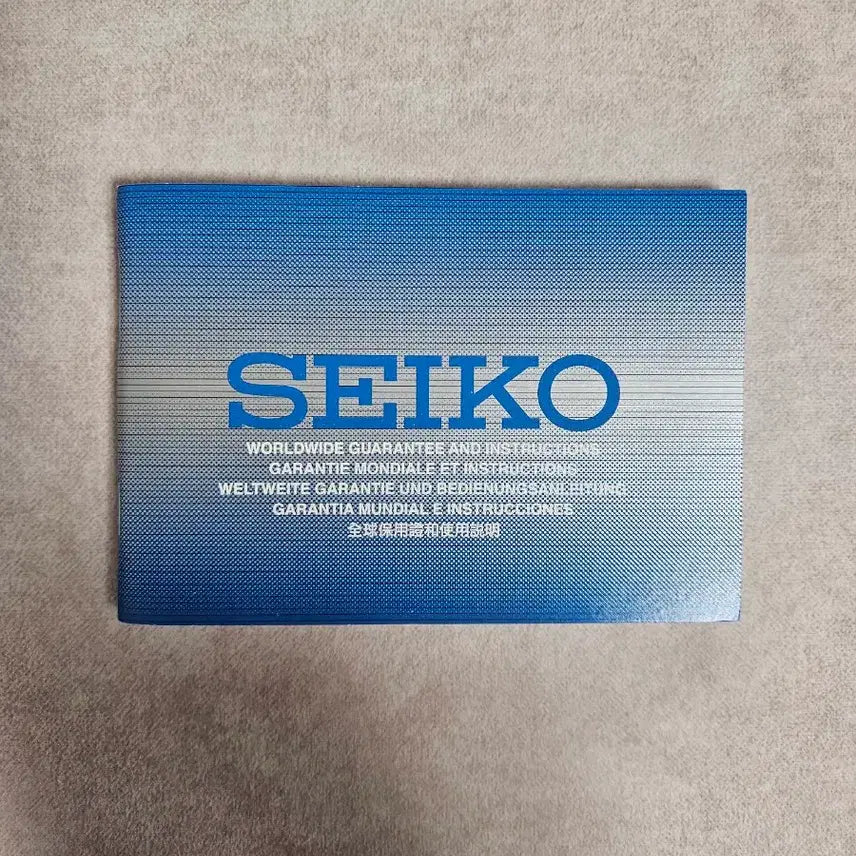 SEIKO
WORLDWIDE GUARANTEE AND INSTRUCTIONS
GARANTIE MONDIALE ET INSTRUCTIONS
WELTWEITE GARANTIE UND BEDIENUNGSANLEITUNG
GARANTIA MUNDIAL E INSTRUCCIONES
全球保用證和使用説明